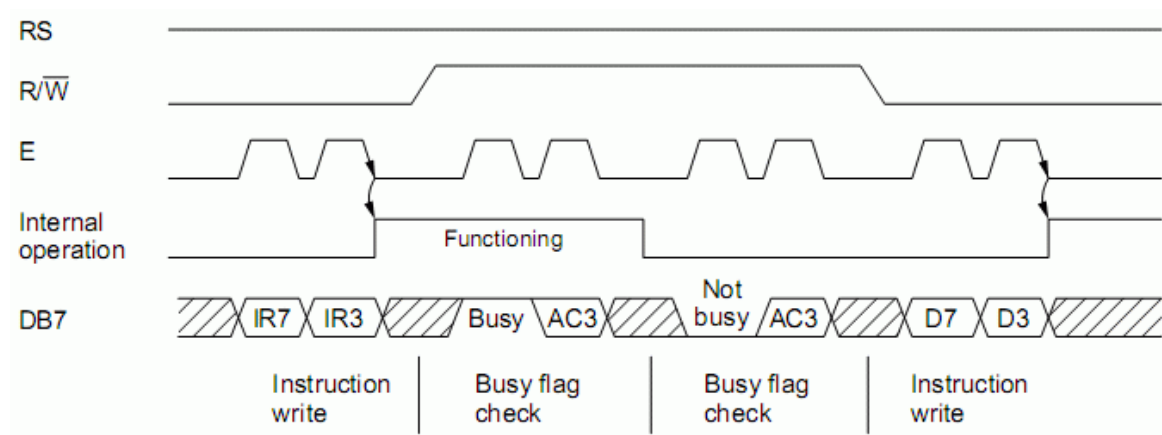 RS
R/W̅
E
Internal
operation
Functioning
DB7
IR7
IR3
Busy
AC3
Not
busy
AC3
D7
D3
Instruction
write
Busy flag
check
Busy flag
check
Instruction
write